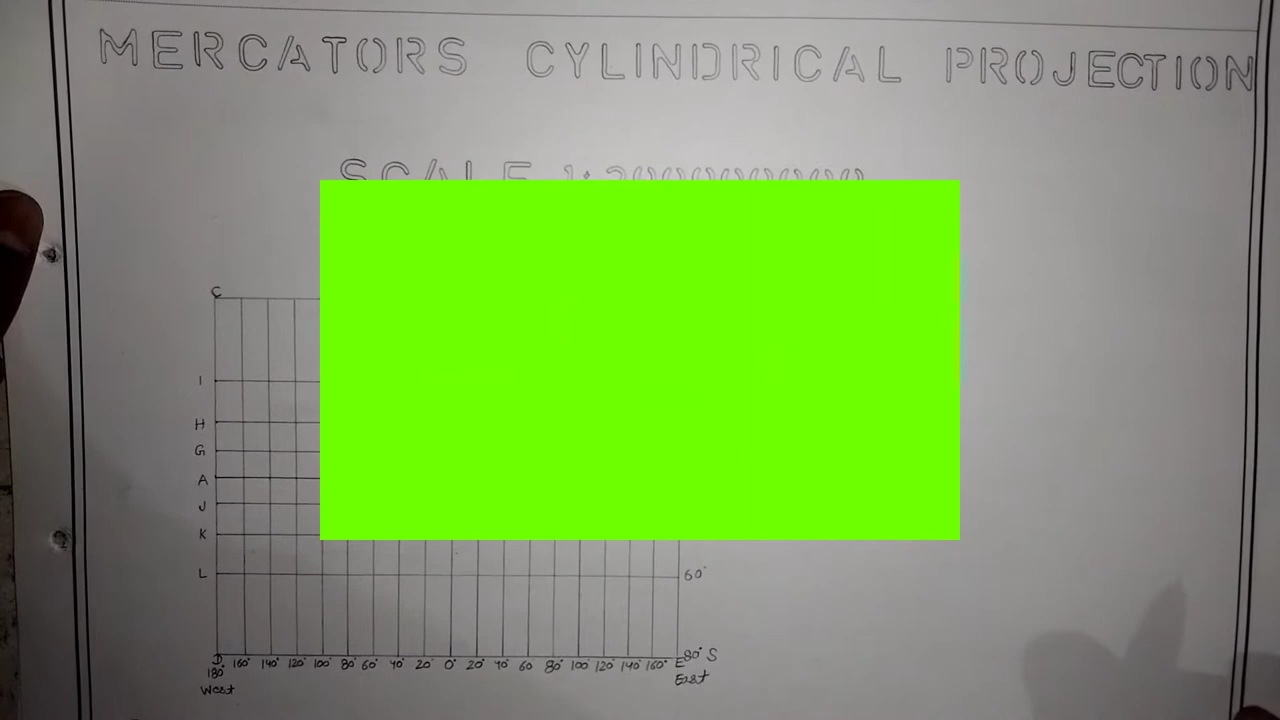 MERCATORS CYLINDRICAL PROJECTION
SCALE
C
I
H
G
A
J
K
L 60°
D 160° 140° 120° 100° 80° 60° 40° 20° 0° 20° 40° 60 80° 100° 120° 140° 160° E 80° S
180°
West East